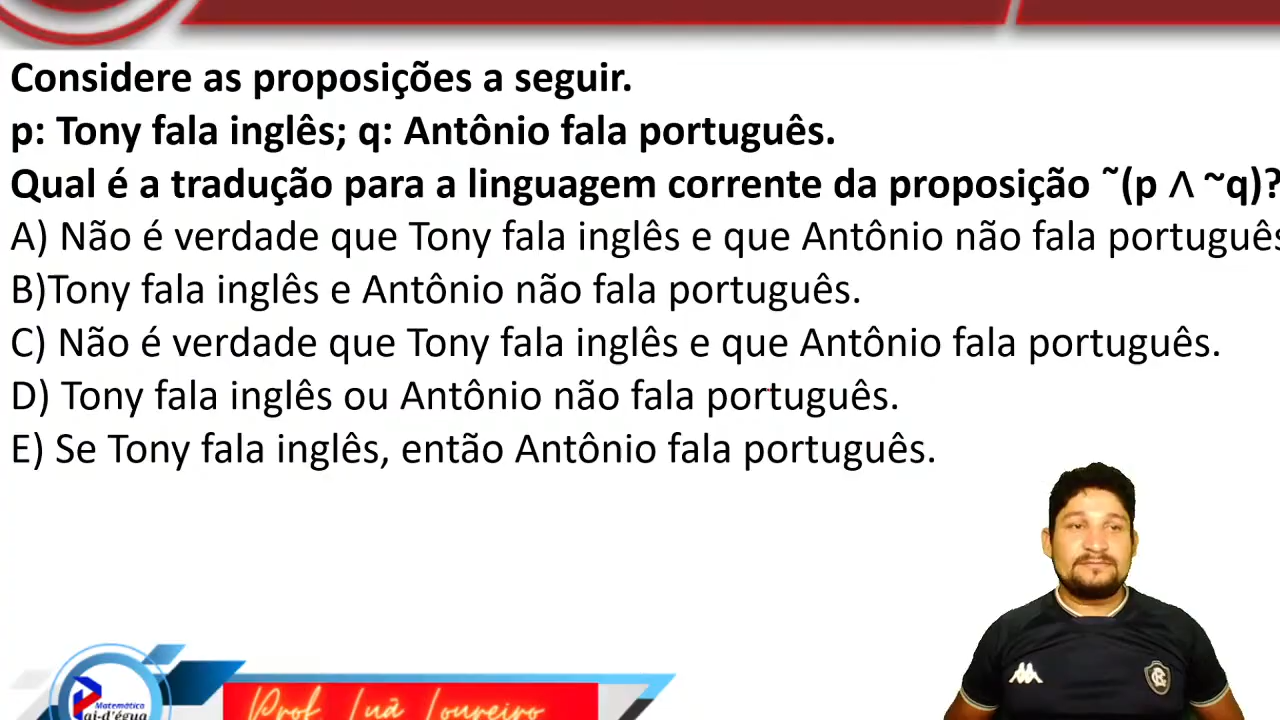 Considere as proposições a seguir.
p: Tony fala inglês; q: Antônio fala português.
Qual é a tradução para a linguagem corrente da proposição ˜(p ∧ ~q)?
A) Não é verdade que Tony fala inglês e que Antônio não fala português
B)Tony fala inglês e Antônio não fala português.
C) Não é verdade que Tony fala inglês e que Antônio fala português.
D) Tony fala inglês ou Antônio não fala português.
E) Se Tony fala inglês, então Antônio fala português.
Matemática
ai-d'égua
Prof. Luã Loureiro